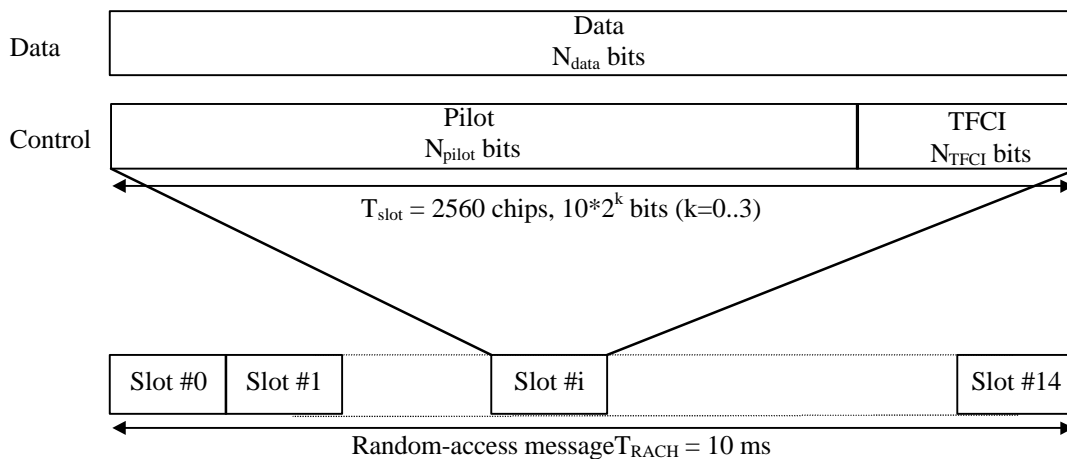 Data
Data
N_data bits
Control
Pilot
N_pilot bits
TFCI
N_TFCI bits
T_slot = 2560 chips, 10*2^k bits (k=0..3)
Slot #0
Slot #1
Slot #i
Slot #14
Random-access messageT_RACH = 10 ms